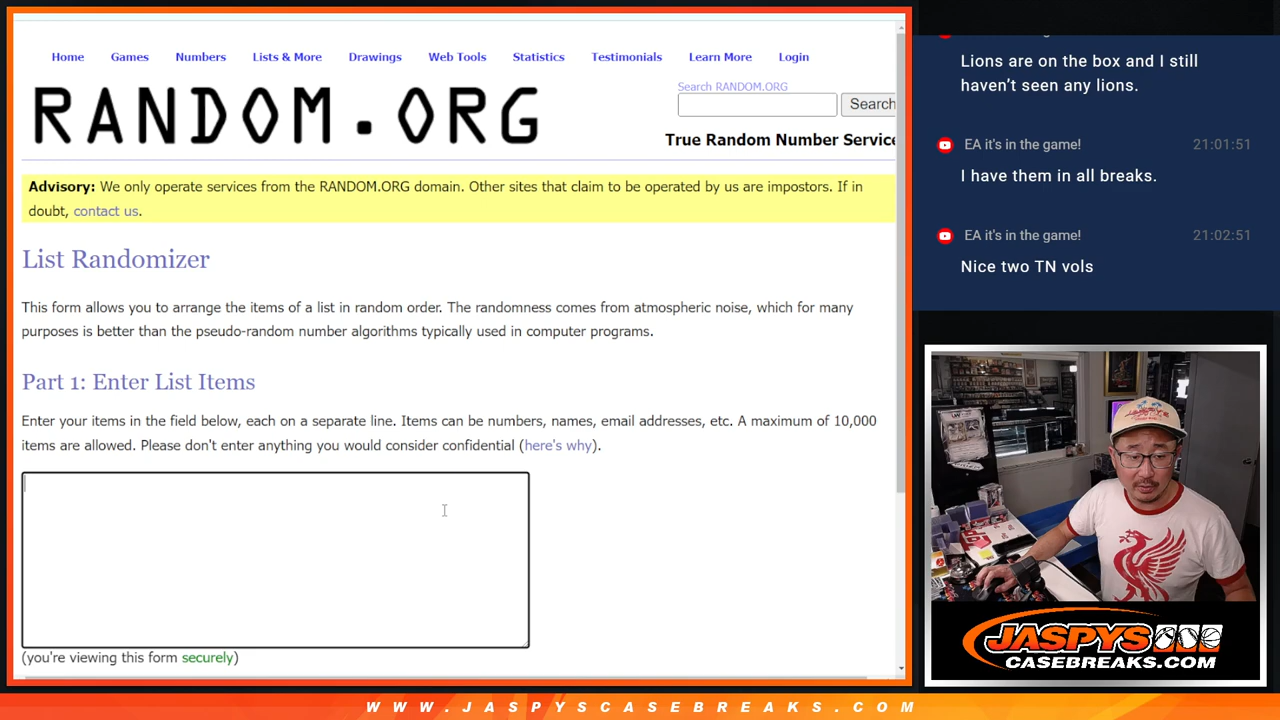 Home Games Numbers Lists & More Drawings Web Tools Statistics Testimonials Learn More Login
Search RANDOM.ORG
RANDOM.ORG
Search
True Random Number Service
Advisory: We only operate services from the RANDOM.ORG domain. Other sites that claim to be operated by us are impostors. If in
doubt, contact us.
List Randomizer
This form allows you to arrange the items of a list in random order. The randomness comes from atmospheric noise, which for many
purposes is better than the pseudo-random number algorithms typically used in computer programs.
Part 1: Enter List Items
Enter your items in the field below, each on a separate line. Items can be numbers, names, email addresses, etc. A maximum of 10,000
items are allowed. Please don't enter anything you would consider confidential (here's why).
(you're viewing this form securely)
Lions are on the box and I still
haven't seen any lions.
EA it's in the game! 21:01:51
I have them in all breaks.
EA it's in the game! 21:02:51
Nice two TN vols
JASPYS
CASEBREAKS.COM
WWW.JASPYSCASEBREAKS.COM